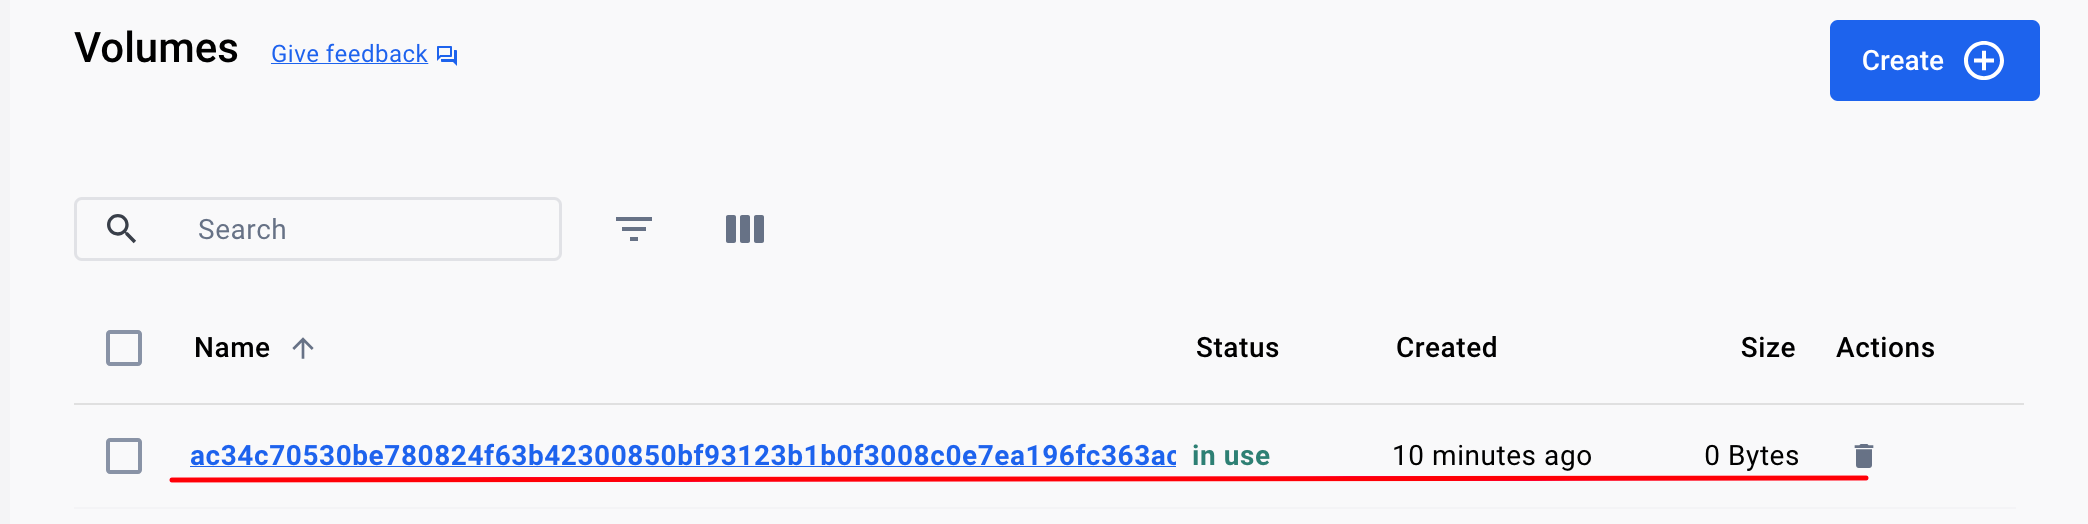 Volumes Give feedback
Create
Search
Name Status Created Size Actions
ac34c70530be780824f63b42300850bf93123b1b0f3008c0e7ea196fc363ac in use 10 minutes ago 0 Bytes